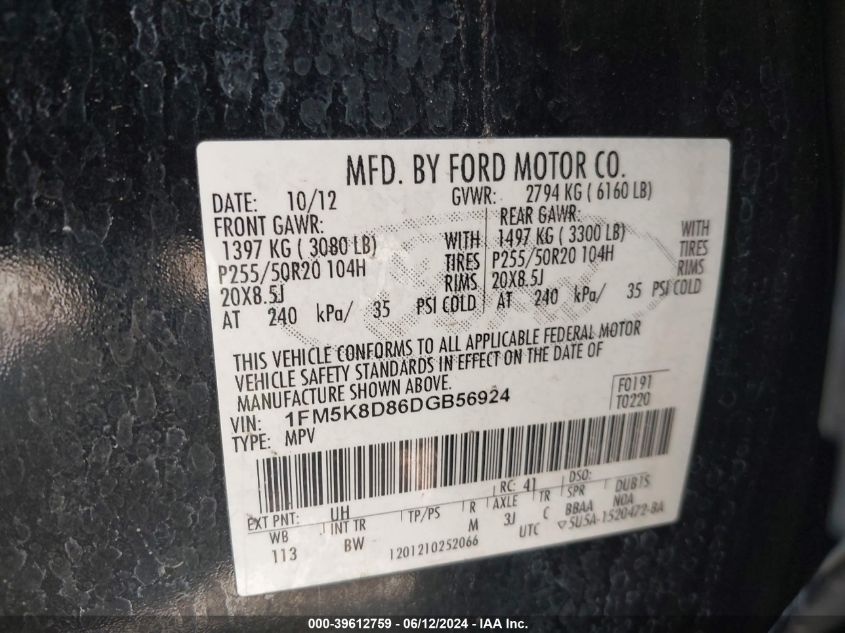 MFD. BY FORD MOTOR CO.
DATE: 10/12 GVWR: 2794 KG ( 6160 LB)
FRONT GAWR: REAR GAWR:
1397 KG ( 3080 LB) WITH 1497 KG ( 3300 LB) WITH
P255/50R20 104H TIRES P255/50R20 104H TIRES
20X8.5J RIMS 20X8.5J RIMS
AT 240 kPa/ 35 PSI COLD AT 240 kPa/ 35 PSI COLD
THIS VEHICLE CONFORMS TO ALL APPLICABLE FEDERAL MOTOR
VEHICLE SAFETY STANDARDS IN EFFECT ON THE DATE OF
MANUFACTURE SHOWN ABOVE.
VIN: 1FM5K8D86DGB56924 F0191
TYPE: MPV T0220
EXT PNT: UH RC: 41 DSO:
WB INT TR TP/PS R AXLE TR SPR DUBTS
113 BW M 3J C BBAA NOA
1201210252066 UTC ▽5U5A-1520472-BA
000-39612759 - 06/12/2024 - IAA Inc.